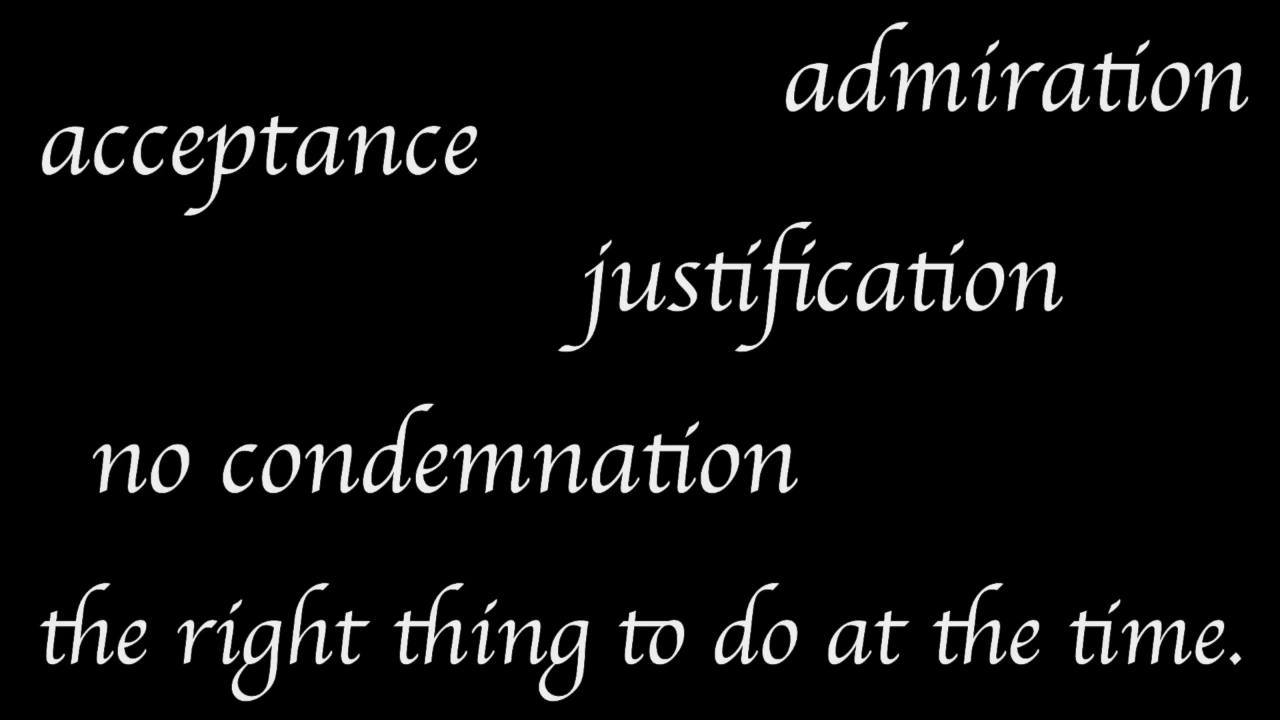 admiration
acceptance
justification
no condemnation
the right thing to do at the time.